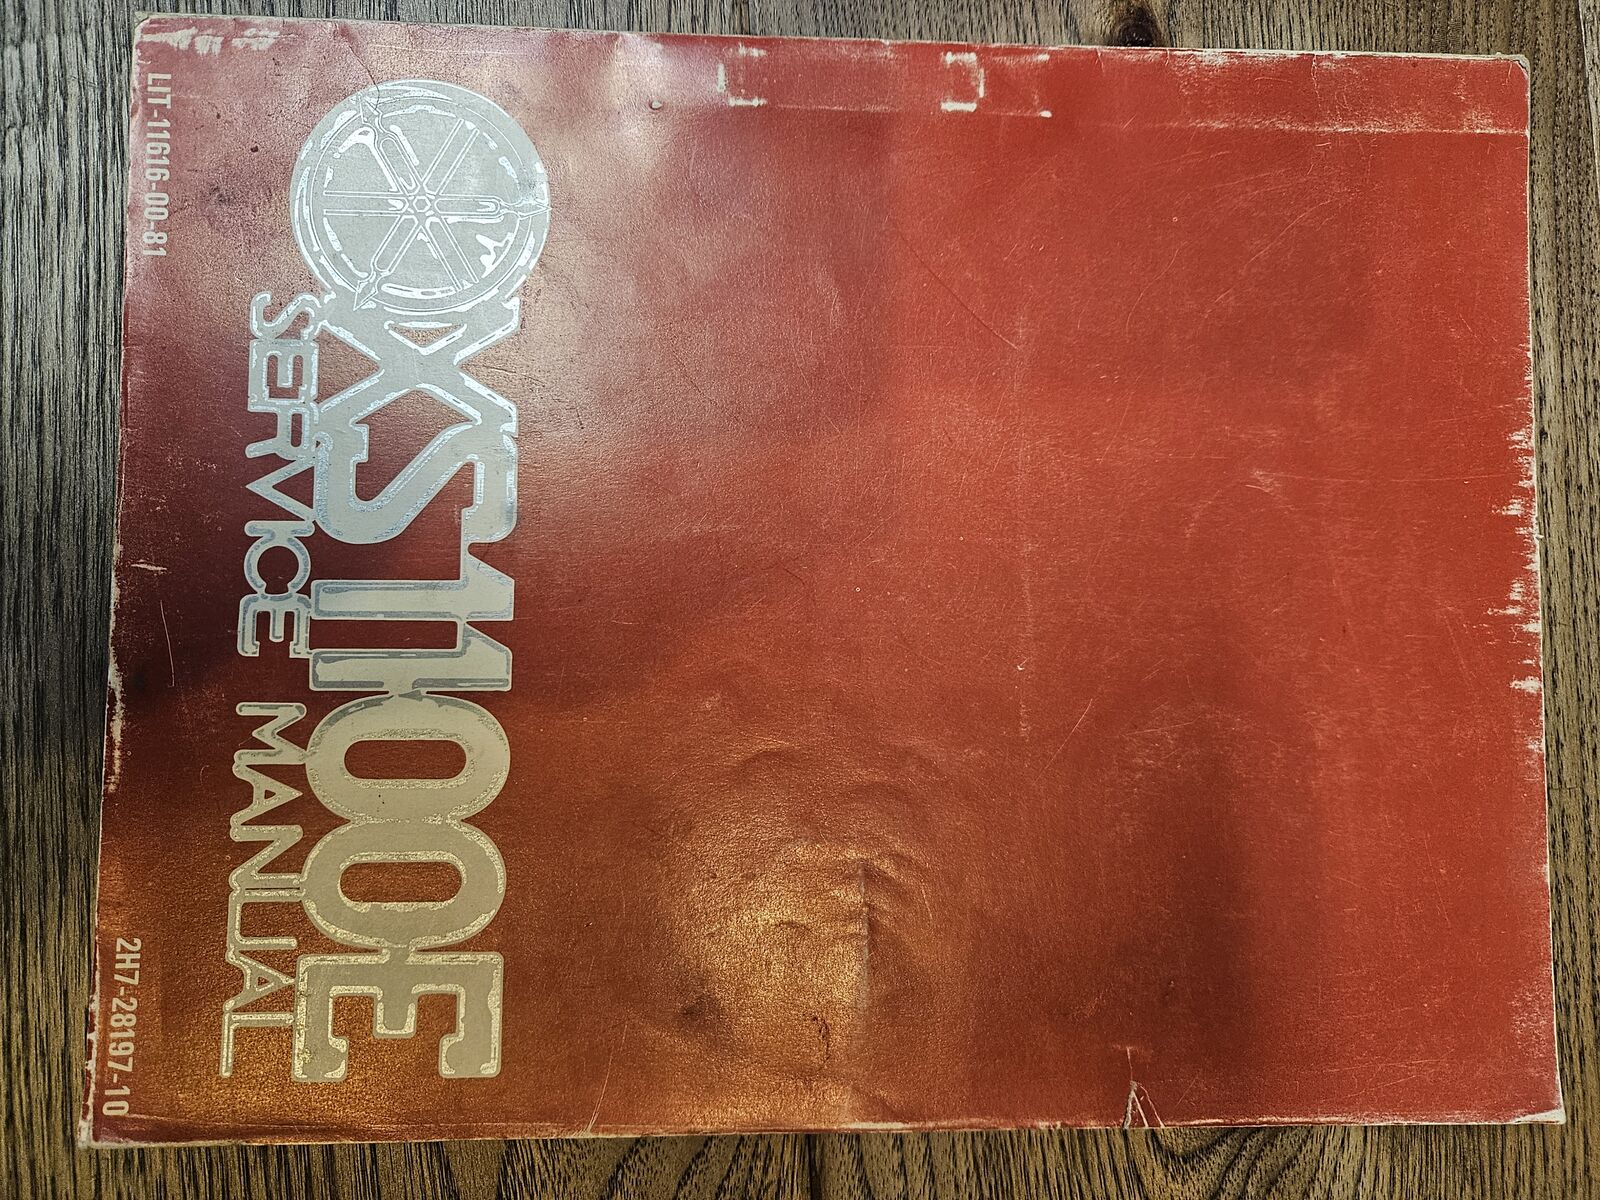 XS1100E
SERVICE MANUAL
LIT-11616-00-81
2H7-28197-10